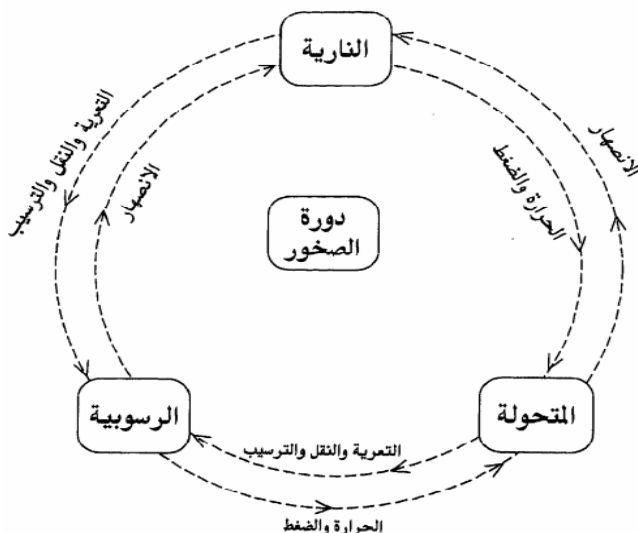 النارية
التعرية والنقل والترسيب
الانصهار
الحرارة والضغط
الانصهار
دورة
الصخور
الرسوبية
المتحولة
التعرية والنقل والترسيب
الحرارة والضغط